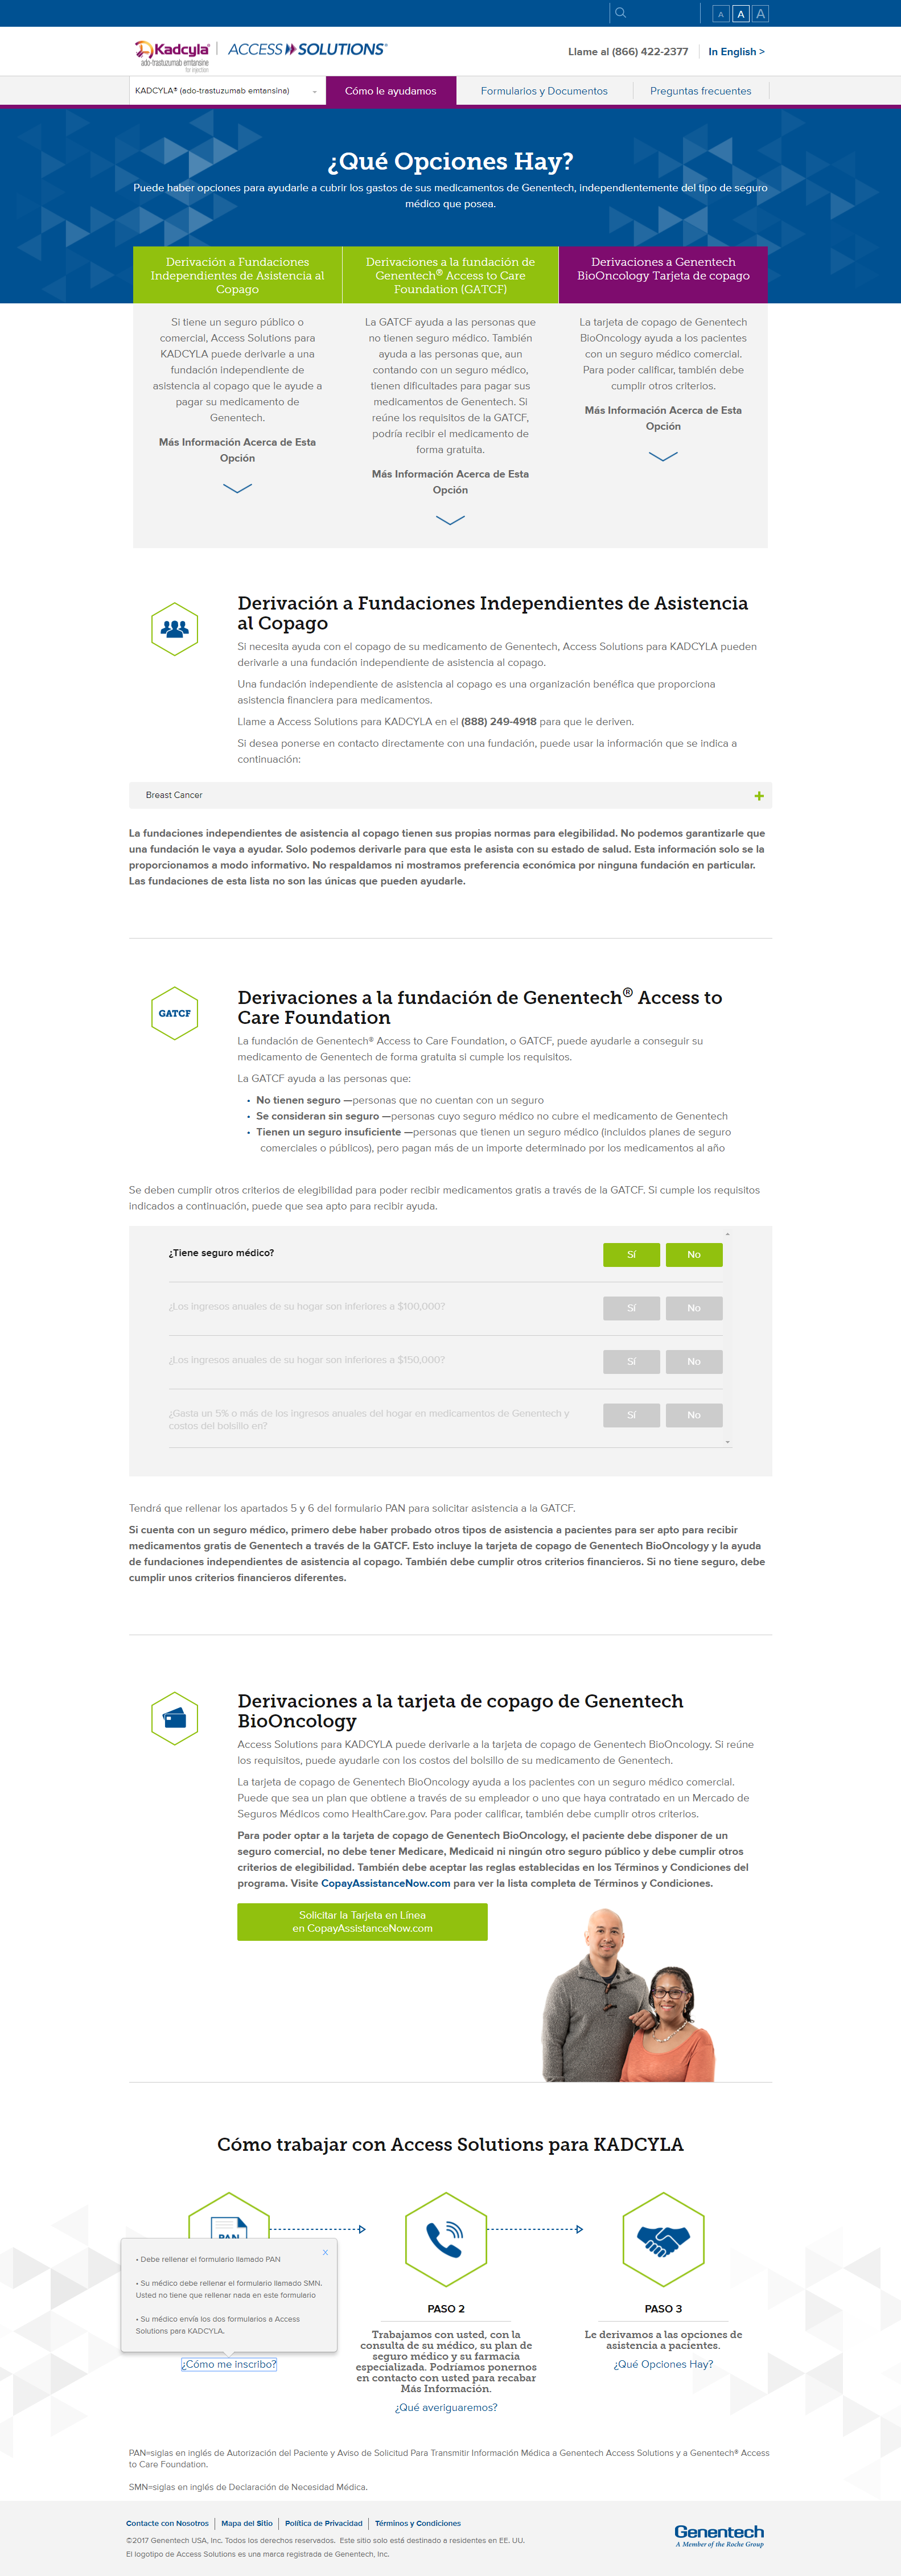 A A A
Kadcyla®
ado-trastuzumab emtansine
for injection
ACCESS SOLUTIONS®
Llame al (866) 422-2377
In English >
KADCYLA® (ado-trastuzumab emtansina)
Cómo le ayudamos
Formularios y Documentos
Preguntas frecuentes
¿Qué Opciones Hay?
Puede haber opciones para ayudarle a cubrir los gastos de sus medicamentos de Genentech, independientemente del tipo de seguro
médico que posea.
Derivación a Fundaciones
Independientes de Asistencia al
Copago
Si tiene un seguro público o
comercial, Access Solutions para
KADCYLA puede derivarle a una
fundación independiente de
asistencia al copago que le ayude a
pagar su medicamento de
Genentech.
Más Información Acerca de Esta
Opción
Derivaciones a la fundación de
Genentech® Access to Care
Foundation (GATCF)
La GATCF ayuda a las personas que
no tienen seguro médico. También
ayuda a las personas que, aun
contando con un seguro médico,
tienen dificultades para pagar sus
medicamentos de Genentech. Si
reúne los requisitos de la GATCF,
podría recibir el medicamento de
forma gratuita.
Más Información Acerca de Esta
Opción
Derivaciones a Genentech
BioOncology Tarjeta de copago
La tarjeta de copago de Genentech
BioOncology ayuda a los pacientes
con un seguro médico comercial.
Para poder calificar, también debe
cumplir otros criterios.
Más Información Acerca de Esta
Opción
Derivación a Fundaciones Independientes de Asistencia
al Copago
Si necesita ayuda con el copago de su medicamento de Genentech, Access Solutions para KADCYLA pueden
derivarle a una fundación independiente de asistencia al copago.
Una fundación independiente de asistencia al copago es una organización benéfica que proporciona
asistencia financiera para medicamentos.
Llame a Access Solutions para KADCYLA en el (888) 249-4918 para que le deriven.
Si desea ponerse en contacto directamente con una fundación, puede usar la información que se indica a
continuación:
Breast Cancer
La fundaciones independientes de asistencia al copago tienen sus propias normas para elegibilidad. No podemos garantizarle que
una fundación le vaya a ayudar. Solo podemos derivarle para que esta le asista con su estado de salud. Esta información solo se la
proporcionamos a modo informativo. No respaldamos ni mostramos preferencia económica por ninguna fundación en particular.
Las fundaciones de esta lista no son las únicas que pueden ayudarle.
GATCF
Derivaciones a la fundación de Genentech® Access to
Care Foundation
La fundación de Genentech® Access to Care Foundation, o GATCF, puede ayudarle a conseguir su
medicamento de Genentech de forma gratuita si cumple los requisitos.
La GATCF ayuda a las personas que:
• No tienen seguro —personas que no cuentan con un seguro
• Se consideran sin seguro —personas cuyo seguro médico no cubre el medicamento de Genentech
• Tienen un seguro insuficiente —personas que tienen un seguro médico (incluidos planes de seguro
comerciales o públicos), pero pagan más de un importe determinado por los medicamentos al año
Se deben cumplir otros criterios de elegibilidad para poder recibir medicamentos gratis a través de la GATCF. Si cumple los requisitos
indicados a continuación, puede que sea apto para recibir ayuda.
¿Tiene seguro médico? Sí No
¿Los ingresos anuales de su hogar son inferiores a $100,000? Sí No
¿Los ingresos anuales de su hogar son inferiores a $150,000? Sí No
¿Gasta un 5% o más de los ingresos anuales del hogar en medicamentos de Genentech y
costos del bolsillo en? Sí No
Tendrá que rellenar los apartados 5 y 6 del formulario PAN para solicitar asistencia a la GATCF.
Si cuenta con un seguro médico, primero debe haber probado otros tipos de asistencia a pacientes para ser apto para recibir
medicamentos gratis de Genentech a través de la GATCF. Esto incluye la tarjeta de copago de Genentech BioOncology y la ayuda
de fundaciones independientes de asistencia al copago. También debe cumplir otros criterios financieros. Si no tiene seguro, debe
cumplir unos criterios financieros diferentes.
Derivaciones a la tarjeta de copago de Genentech
BioOncology
Access Solutions para KADCYLA puede derivarle a la tarjeta de copago de Genentech BioOncology. Si reúne
los requisitos, puede ayudarle con los costos del bolsillo de su medicamento de Genentech.
La tarjeta de copago de Genentech BioOncology ayuda a los pacientes con un seguro médico comercial.
Puede que sea un plan que obtiene a través de su empleador o uno que haya contratado en un Mercado de
Seguros Médicos como HealthCare.gov. Para poder calificar, también debe cumplir otros criterios.
Para poder optar a la tarjeta de copago de Genentech BioOncology, el paciente debe disponer de un
seguro comercial, no debe tener Medicare, Medicaid ni ningún otro seguro público y debe cumplir otros
criterios de elegibilidad. También debe aceptar las reglas establecidas en los Términos y Condiciones del
programa. Visite CopayAssistanceNow.com para ver la lista completa de Términos y Condiciones.
Solicitar la Tarjeta en Línea
en CopayAssistanceNow.com
Cómo trabajar con Access Solutions para KADCYLA
PAN
X
• Debe rellenar el formulario llamado PAN
• Su médico debe rellenar el formulario llamado SMN.
Usted no tiene que rellenar nada en este formulario
• Su médico envía los dos formularios a Access
Solutions para KADCYLA.
¿Cómo me inscribo?
PASO 2
Trabajamos con usted, con la
consulta de su médico, su plan de
seguro médico y su farmacia
especializada. Podríamos ponernos
en contacto con usted para recabar
Más Información.
¿Qué averiguaremos?
PASO 3
Le derivamos a las opciones de
asistencia a pacientes.
¿Qué Opciones Hay?
PAN=siglas en inglés de Autorización del Paciente y Aviso de Solicitud Para Transmitir Información Médica a Genentech Access Solutions y a Genentech® Access
to Care Foundation.
SMN=siglas en inglés de Declaración de Necesidad Médica.
Contacte con Nosotros
Mapa del Sitio
Política de Privacidad
Términos y Condiciones
©2017 Genentech USA, Inc. Todos los derechos reservados. Este sitio solo está destinado a residentes en EE. UU.
El logotipo de Access Solutions es una marca registrada de Genentech, Inc.
Genentech
A Member of the Roche Group